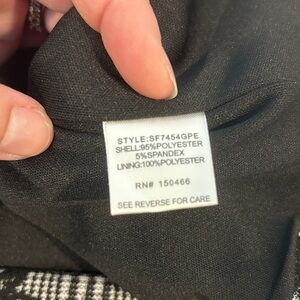 STYLE:SF7454GPE
SHELL:95%POLYESTER
5%SPANDEX
LINING:100%POLYESTER
RN# 150466
SEE REVERSE FOR CARE